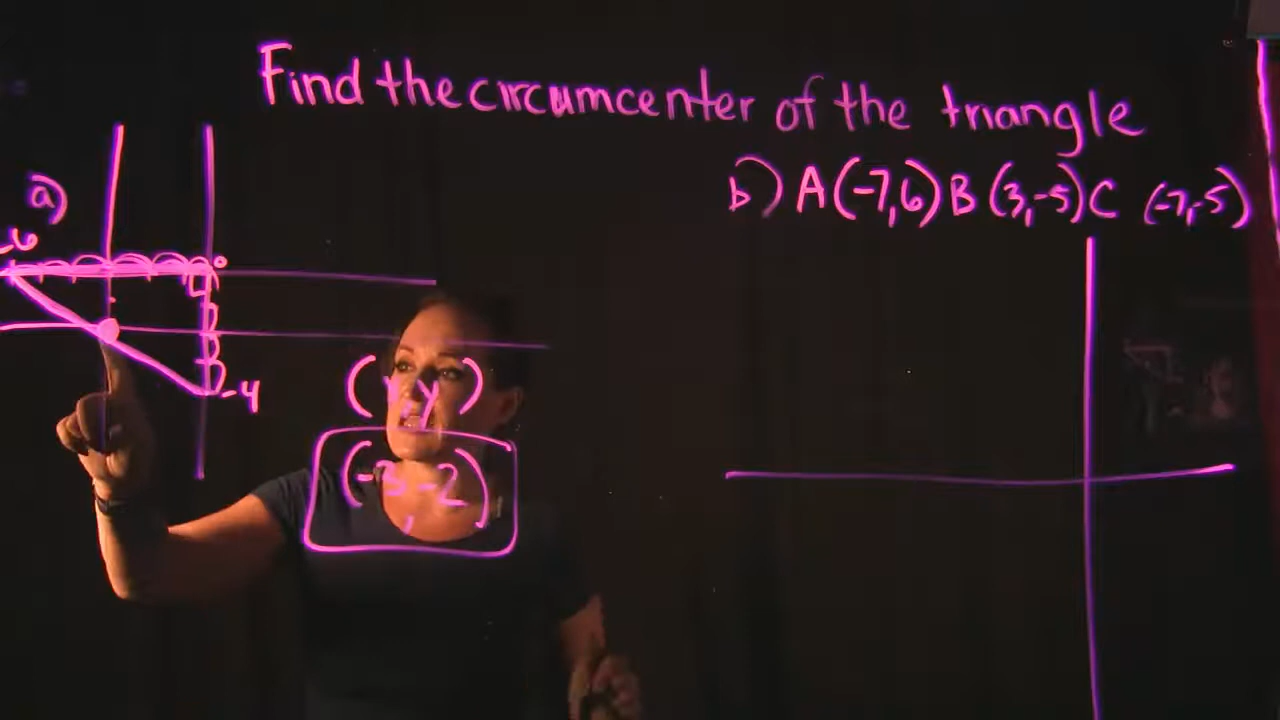 Find the circumcenter of the triangle
a)
b) A(-7,6) B(3,-5) C (-7,-5)
-6
-4
( , y)
(-3, -2)